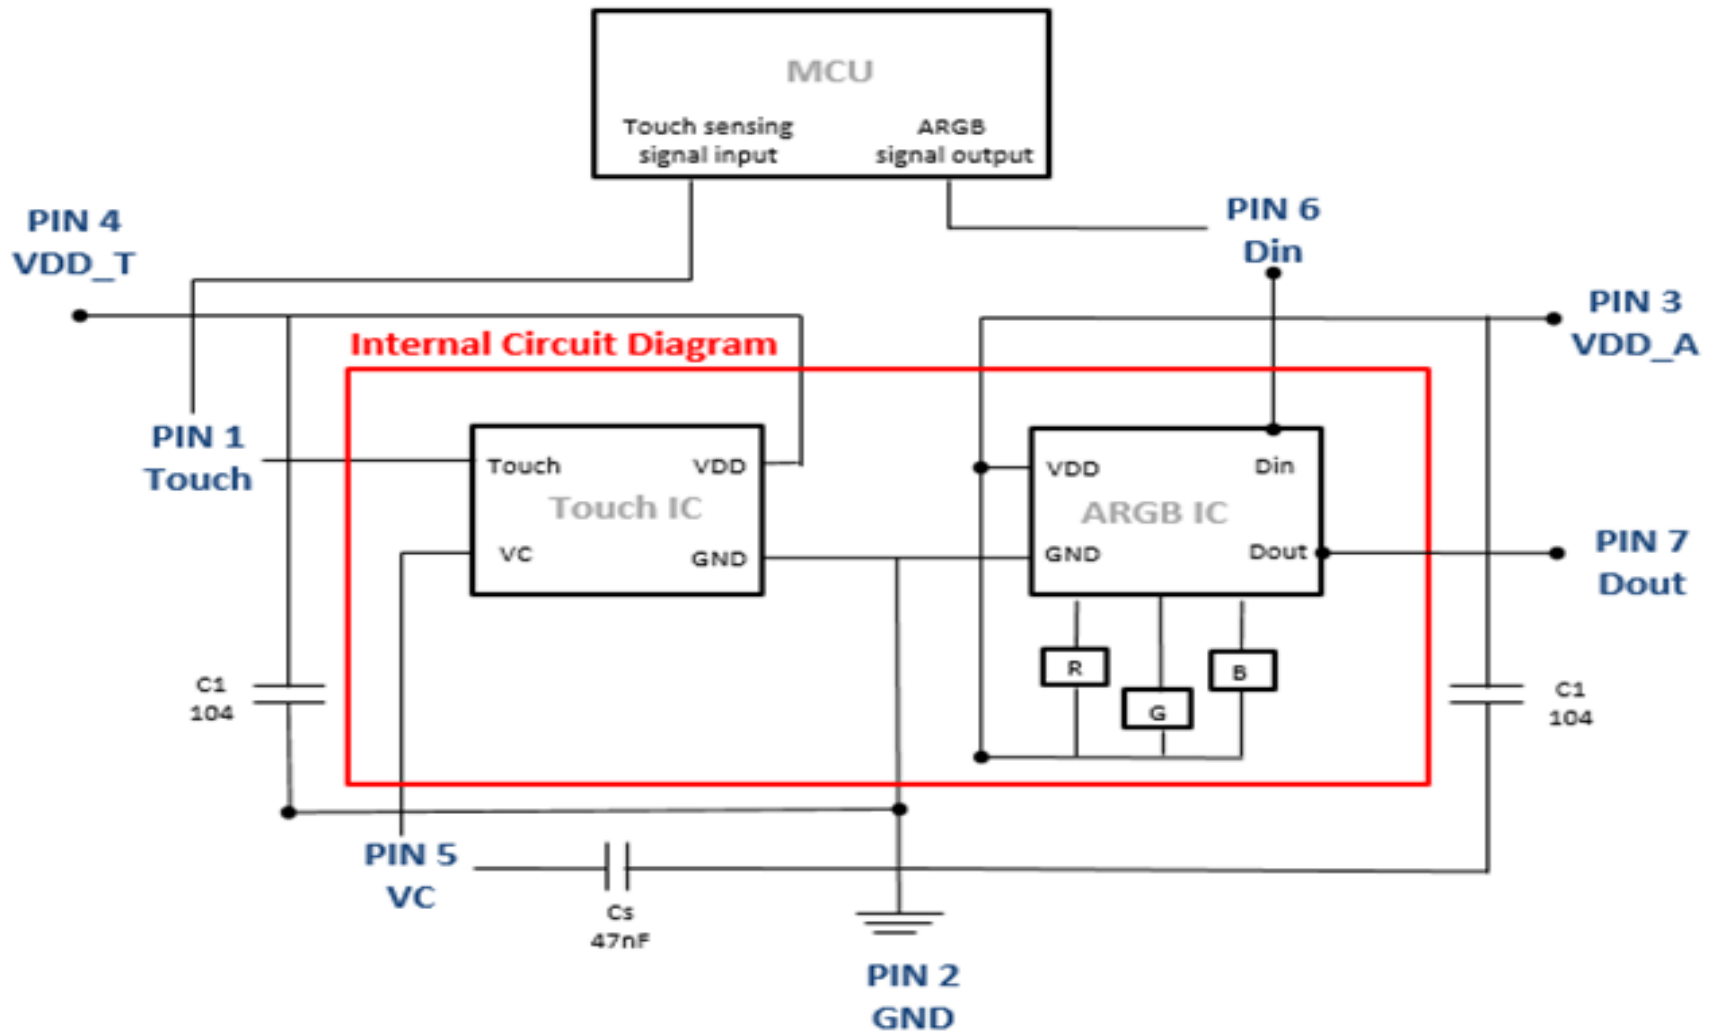 MCU
Touch sensing
signal input
ARGB
signal output
PIN 4
VDD_T
PIN 6
Din
PIN 3
VDD_A
Internal Circuit Diagram
PIN 1
Touch
Touch
VDD
Touch IC
VC
GND
VDD
Din
ARGB IC
GND
Dout
PIN 7
Dout
R
G
B
C1
104
C1
104
PIN 5
VC
Cs
47nF
PIN 2
GND